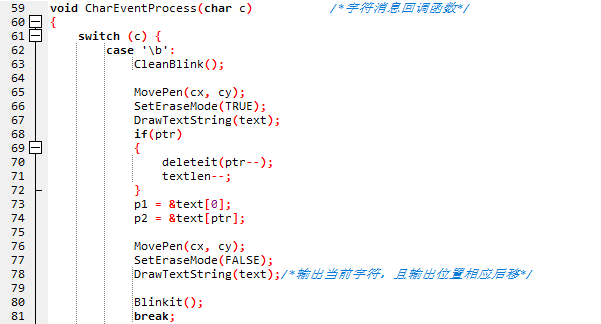 59 void CharEventProcess(char c) /*字符消息回调函数*/
60 {
61 switch (c) {
62 case '\b':
63 CleanBlink();
64
65 MovePen(cx, cy);
66 SetEraseMode(TRUE);
67 DrawTextString(text);
68 if(ptr)
69 {
70 deleteit(ptr--);
71 textlen--;
72 }
73 p1 = &text[0];
74 p2 = &text[ptr];
75
76 MovePen(cx, cy);
77 SetEraseMode(FALSE);
78 DrawTextString(text);/*输出当前字符，且输出位置相应后移*/
79
80 Blinkit();
81 break;